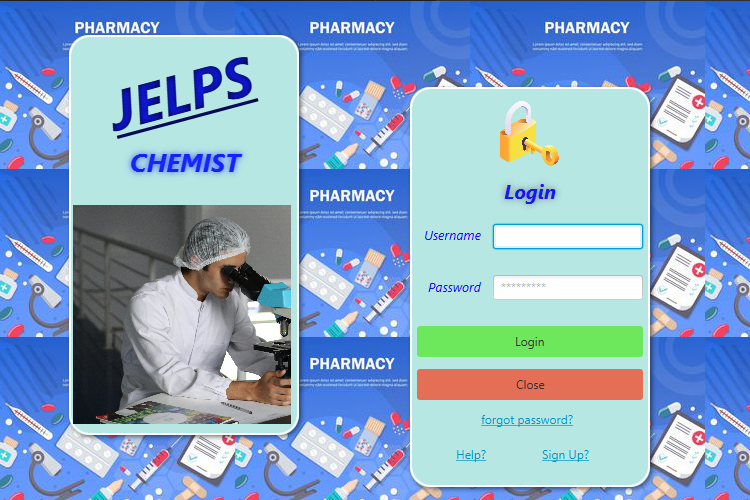 PHARMACY
PHARMACY
PHARMACY
JELPS
CHEMIST
Login
PHARMACY
Username
Password
*********
Login
PHARMACY
Close
forgot password?
Help?
Sign Up?